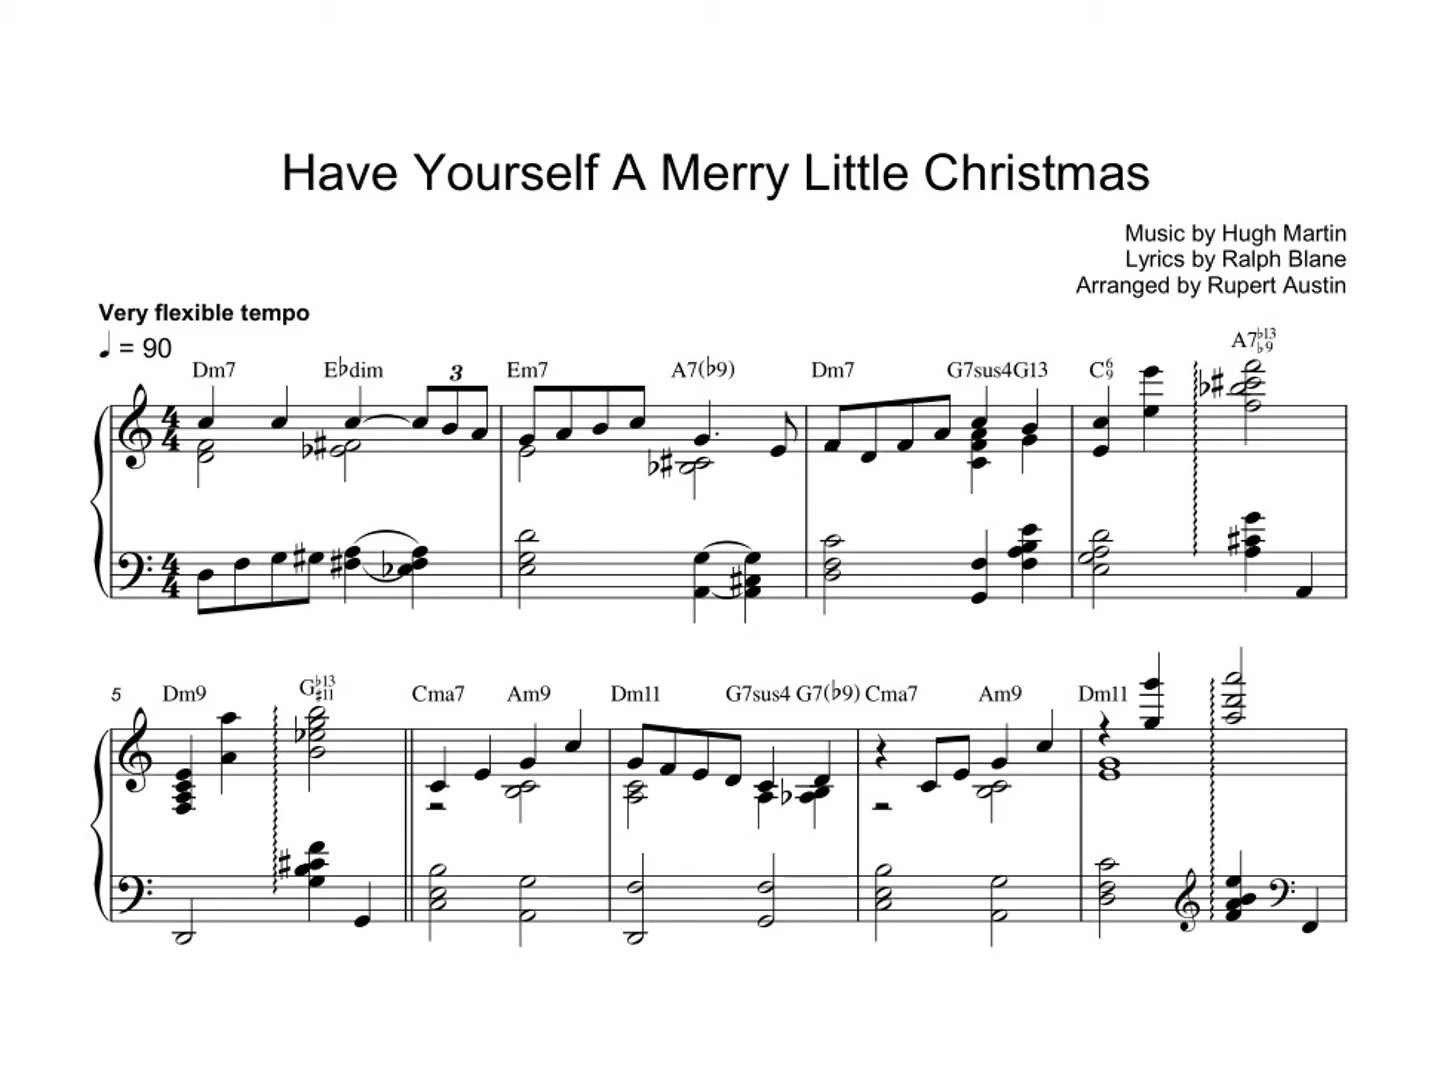 Have Yourself A Merry Little Christmas
Music by Hugh Martin
Lyrics by Ralph Blane
Arranged by Rupert Austin
Very flexible tempo
♩ = 90
Dm7 E♭dim 3 Em7 A7(♭9) Dm7 G7sus4 G13 C6/9 A7♭13♭9
4/4
4/4
5 Dm9 G♭13♯11 Cma7 Am9 Dm11 G7sus4 G7(♭9) Cma7 Am9 Dm11